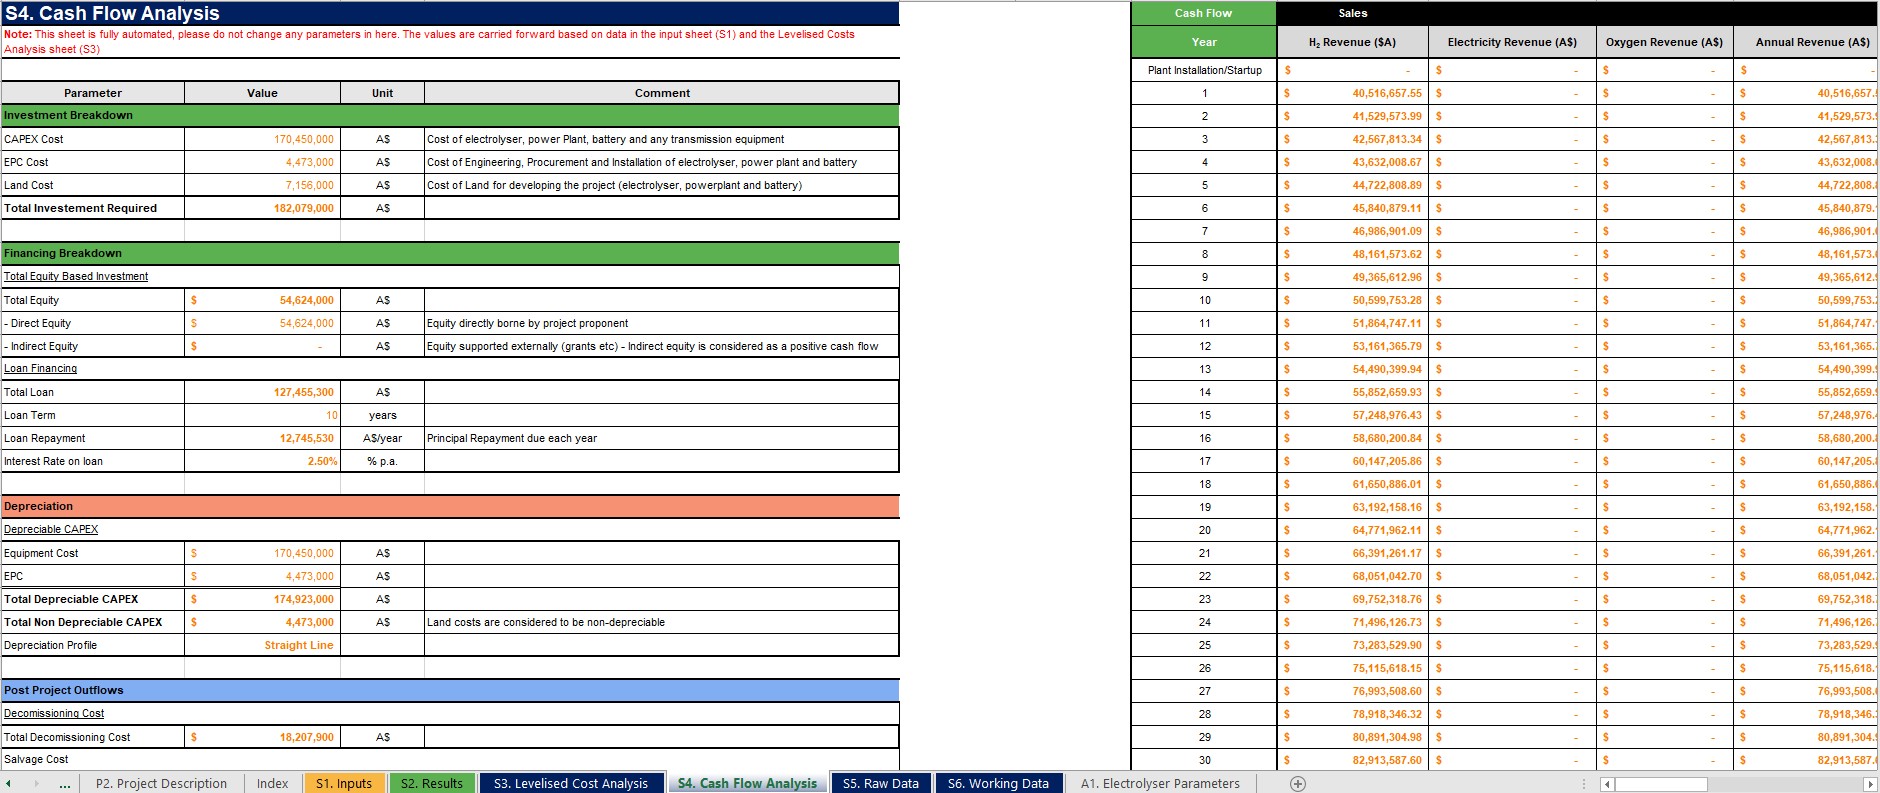 S4. Cash Flow Analysis
Note: This sheet is fully automated, please do not change any parameters in here. The values are carried forward based on data in the input sheet (S1) and the Levelised Costs
Analysis sheet (S3)
Parameter Value Unit Comment
Investment Breakdown
CAPEX Cost 170,450,000 A$ Cost of electrolyser, power Plant, battery and any transmission equipment
EPC Cost 4,473,000 A$ Cost of Engineering, Procurement and Installation of electrolyser, power plant and battery
Land Cost 7,156,000 A$ Cost of Land for developing the project (electrolyser, powerplant and battery)
Total Investement Required 182,079,000 A$
Financing Breakdown
Total Equity Based Investment
Total Equity $ 54,624,000 A$
- Direct Equity $ 54,624,000 A$ Equity directly borne by project proponent
- Indirect Equity $ - A$ Equity supported externally (grants etc) - Indirect equity is considered as a positive cash flow
Loan Financing
Total Loan 127,455,300 A$
Loan Term 10 years
Loan Repayment 12,745,530 A$/year Principal Repayment due each year
Interest Rate on loan 2.50% % p.a.
Depreciation
Depreciable CAPEX
Equipment Cost $ 170,450,000 A$
EPC $ 4,473,000 A$
Total Depreciable CAPEX $ 174,923,000 A$
Total Non Depreciable CAPEX $ 4,473,000 A$ Land costs are considered to be non-depreciable
Depreciation Profile Straight Line
Post Project Outflows
Decomissioning Cost
Total Decomissioning Cost $ 18,207,900 A$
Salvage Cost
Cash Flow Sales
Year H₂ Revenue ($A) Electricity Revenue (A$) Oxygen Revenue (A$) Annual Revenue (A$)
Plant Installation/Startup $ - $ - $ - $ -
1 $ 40,516,657.55 $ - $ - $ 40,516,657.
2 $ 41,529,573.99 $ - $ - $ 41,529,573.
3 $ 42,567,813.34 $ - $ - $ 42,567,813.
4 $ 43,632,008.67 $ - $ - $ 43,632,008.
5 $ 44,722,808.89 $ - $ - $ 44,722,808.
6 $ 45,840,879.11 $ - $ - $ 45,840,879.
7 $ 46,986,901.09 $ - $ - $ 46,986,901.
8 $ 48,161,573.62 $ - $ - $ 48,161,573.
9 $ 49,365,612.96 $ - $ - $ 49,365,612.
10 $ 50,599,753.28 $ - $ - $ 50,599,753.
11 $ 51,864,747.11 $ - $ - $ 51,864,747.
12 $ 53,161,365.79 $ - $ - $ 53,161,365.
13 $ 54,490,399.94 $ - $ - $ 54,490,399.
14 $ 55,852,659.93 $ - $ - $ 55,852,659.
15 $ 57,248,976.43 $ - $ - $ 57,248,976.
16 $ 58,680,200.84 $ - $ - $ 58,680,200.
17 $ 60,147,205.86 $ - $ - $ 60,147,205.
18 $ 61,650,886.01 $ - $ - $ 61,650,886.
19 $ 63,192,158.16 $ - $ - $ 63,192,158.
20 $ 64,771,962.11 $ - $ - $ 64,771,962.
21 $ 66,391,261.17 $ - $ - $ 66,391,261.
22 $ 68,051,042.70 $ - $ - $ 68,051,042.
23 $ 69,752,318.76 $ - $ - $ 69,752,318.
24 $ 71,496,126.73 $ - $ - $ 71,496,126.
25 $ 73,283,529.90 $ - $ - $ 73,283,529.
26 $ 75,115,618.15 $ - $ - $ 75,115,618.
27 $ 76,993,508.60 $ - $ - $ 76,993,508.
28 $ 78,918,346.32 $ - $ - $ 78,918,346.
29 $ 80,891,304.98 $ - $ - $ 80,891,304.
30 $ 82,913,587.60 $ - $ - $ 82,913,587.
... P2. Project Description Index S1. Inputs S2. Results S3. Levelised Cost Analysis S4. Cash Flow Analysis S5. Raw Data S6. Working Data A1. Electrolyser Parameters